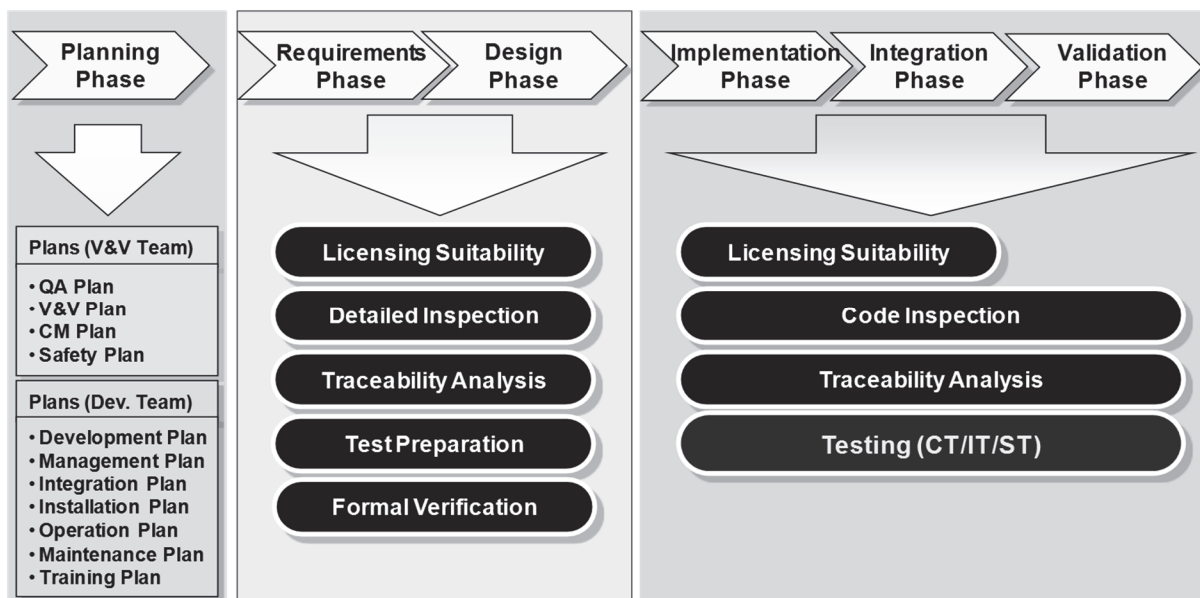 Planning
Phase
Requirements
Phase
Design
Phase
Implementation
Phase
Integration
Phase
Validation
Phase
Plans (V&V Team)
• QA Plan
• V&V Plan
• CM Plan
• Safety Plan
Plans (Dev. Team)
• Development Plan
• Management Plan
• Integration Plan
• Installation Plan
• Operation Plan
• Maintenance Plan
• Training Plan
Licensing Suitability
Detailed Inspection
Traceability Analysis
Test Preparation
Formal Verification
Licensing Suitability
Code Inspection
Traceability Analysis
Testing (CT/IT/ST)